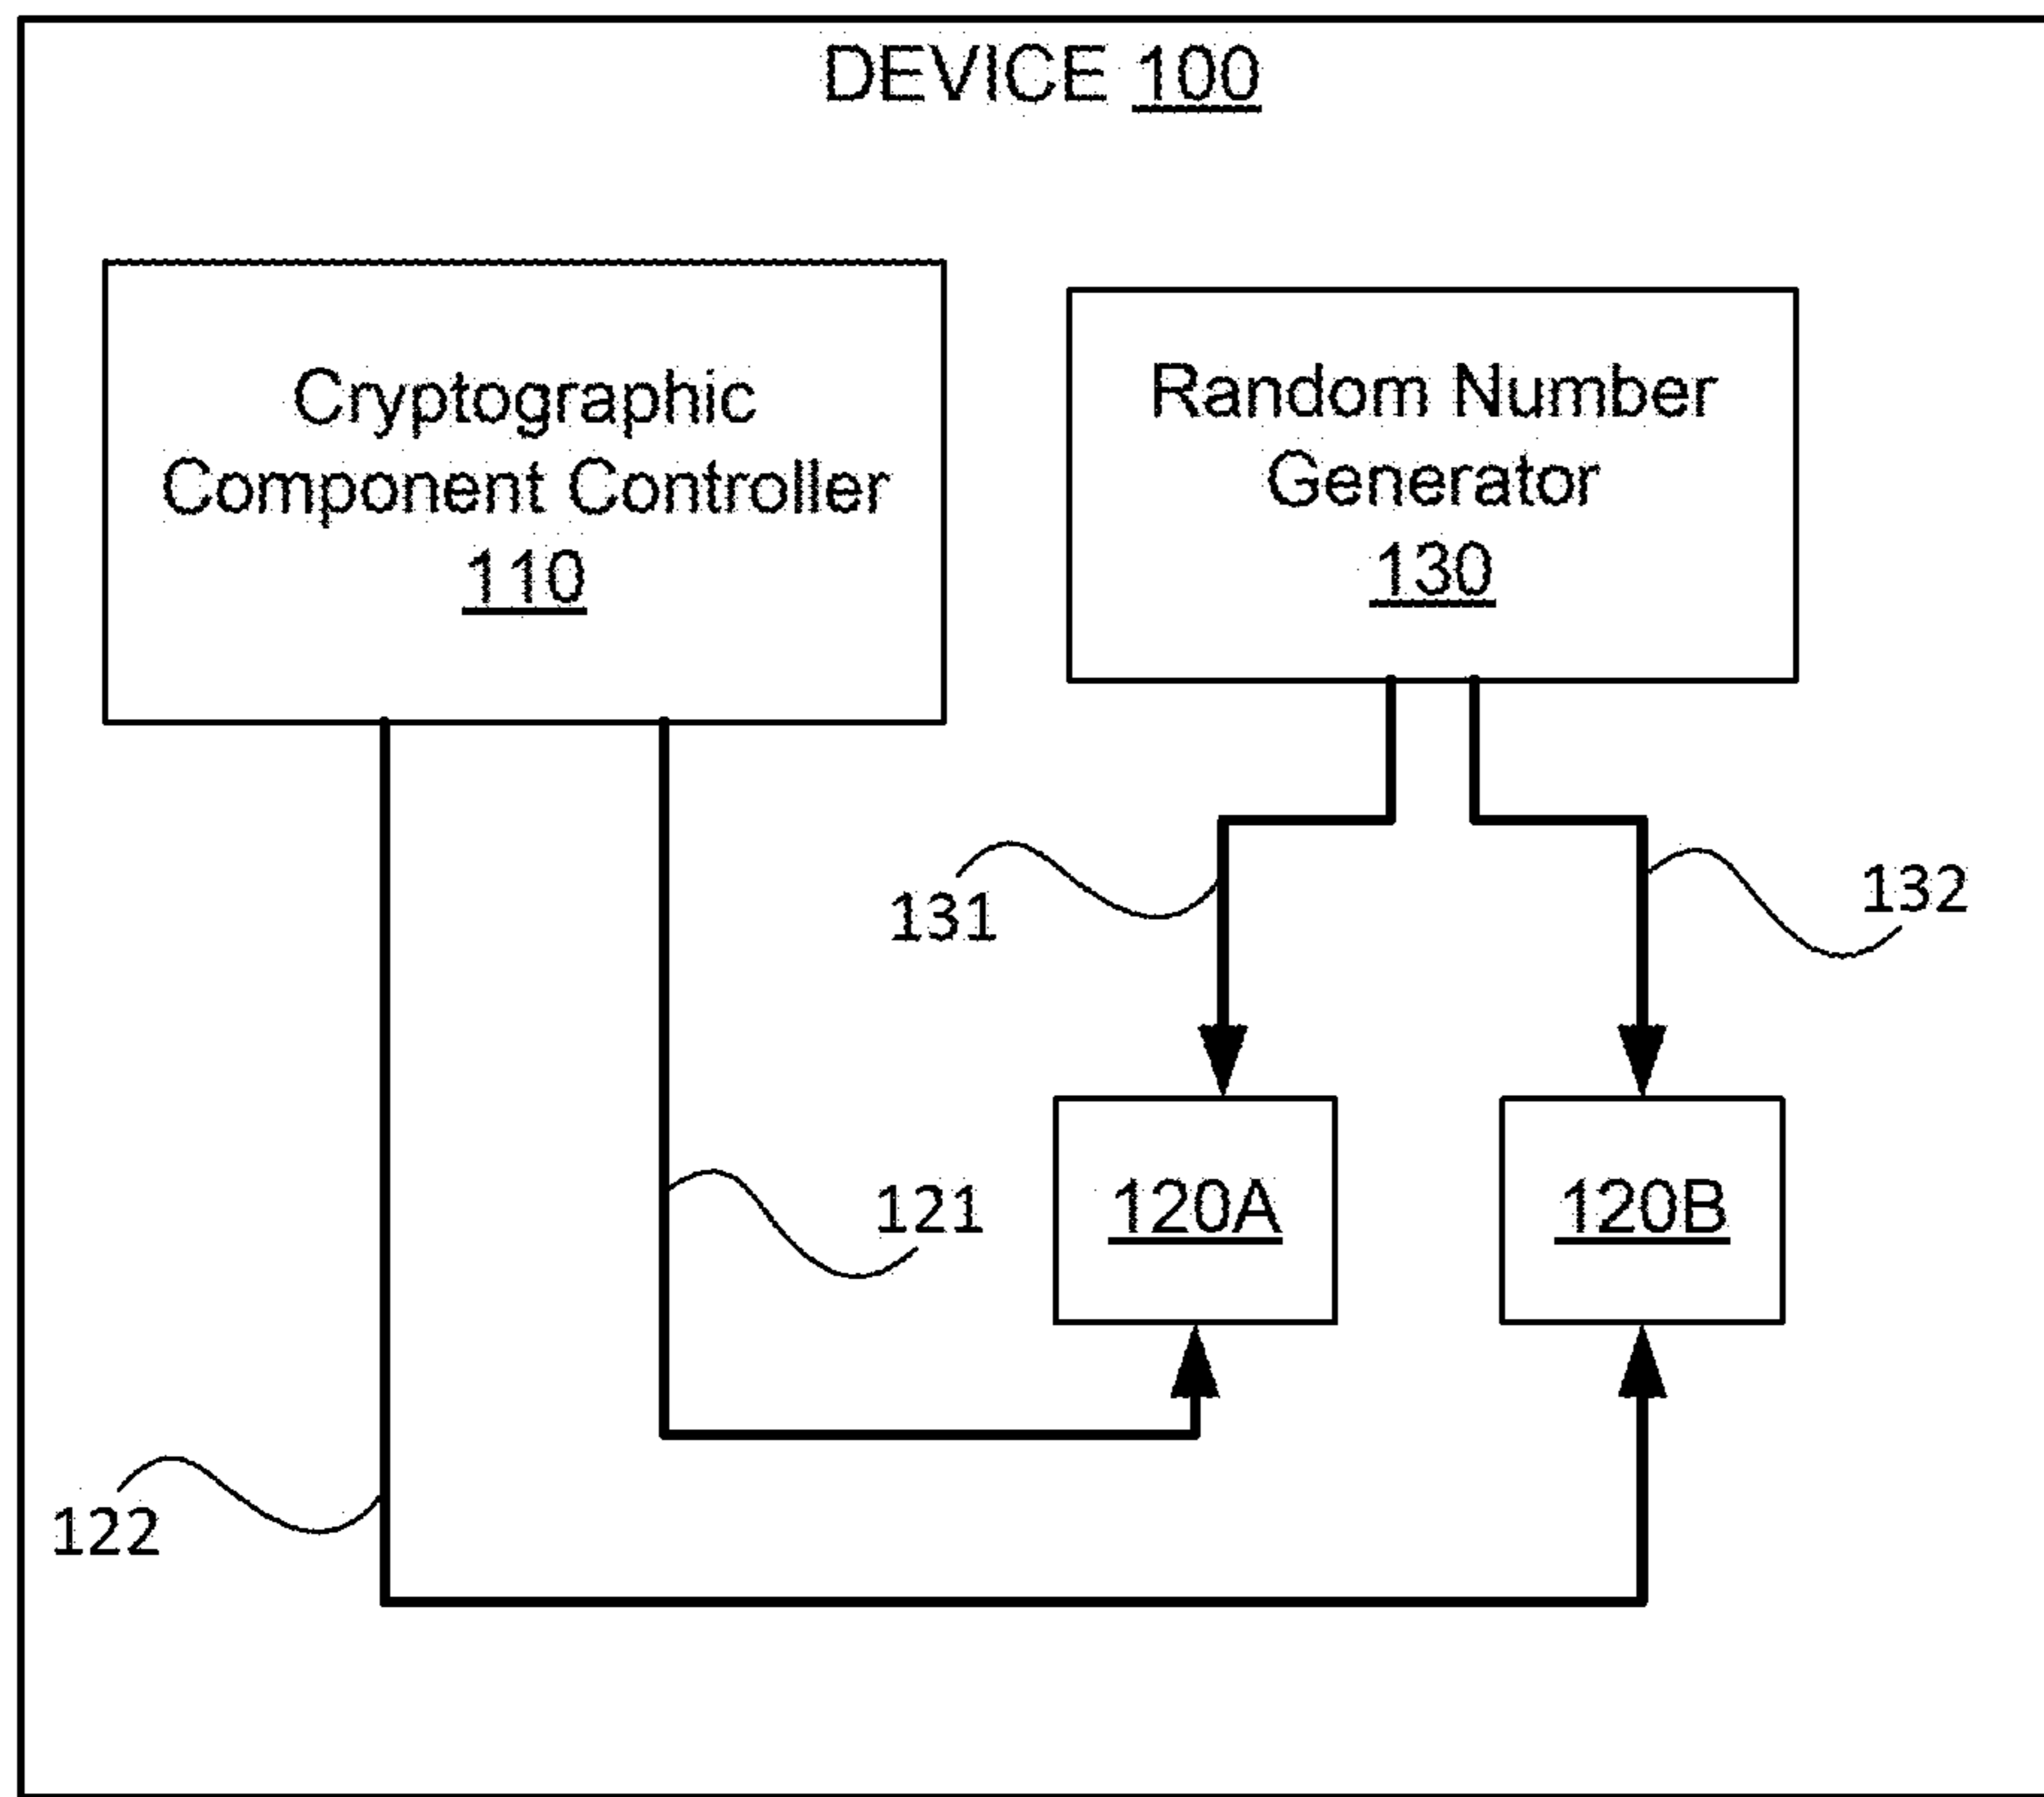 DEVICE 100
Cryptographic
Component Controller
110
Random Number
Generator
130
131
132
121
120A
120B
122